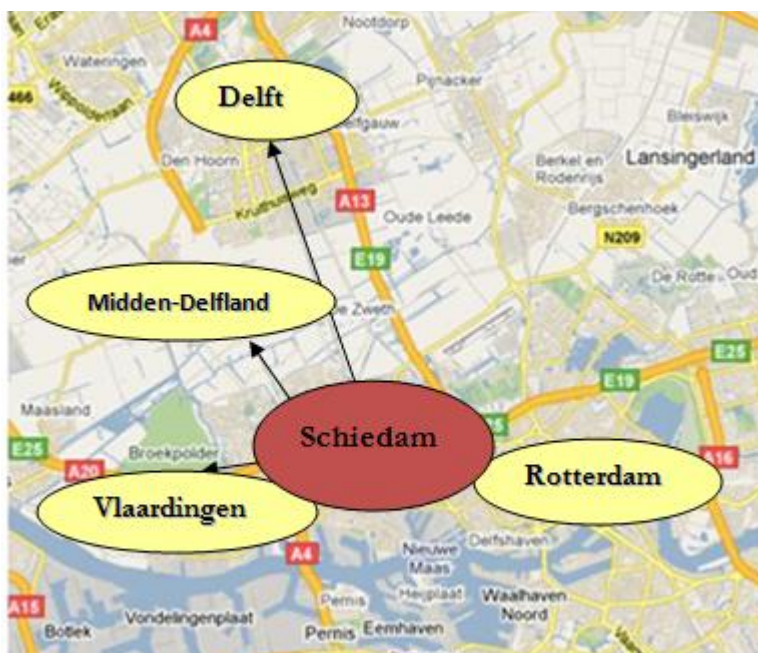 Nootdorp
A4
Wateringen
Pijnacker
Delft
Bleiswijk
Den Hoorn
Berkel en
Rodenrijs
Lansingerland
Kruithuisweg
A13
Oude Leede
Bergschenhoek
N209
E19
De Rotte
Oud
Midden-Delfland
De Zweth
E25
E19
Maasland
Schiedam
E25
Broekpolder
A20
A16
Rotterdam
Vlaardingen
Delfshaven
A4
Nieuwe
Maas
Heijplaat
Waalhaven
Noord
Pernis
A15
Botlek
Vondelingenplaat
Pernis
Eemhaven